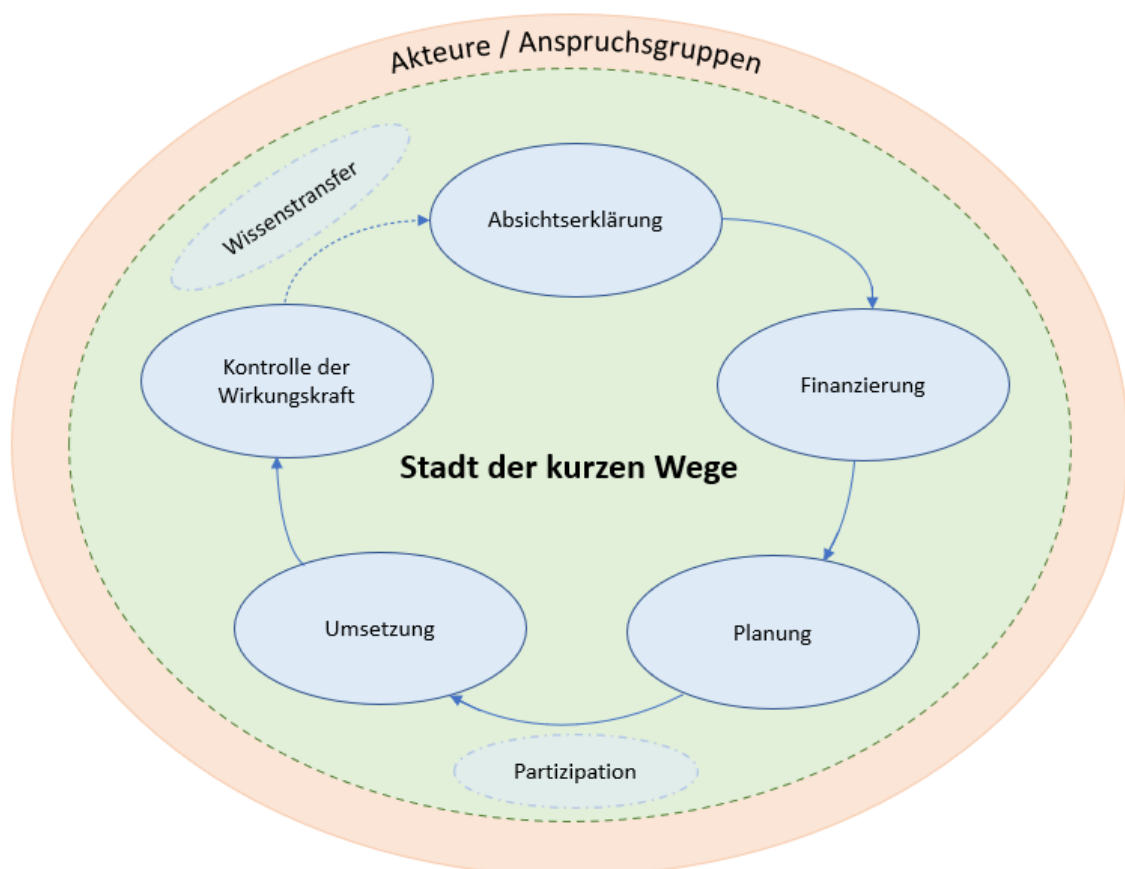 Akteure / Anspruchsgruppen
Wissenstransfer
Absichtserklärung
Kontrolle der
Wirkungskraft
Finanzierung
Stadt der kurzen Wege
Umsetzung
Planung
Partizipation